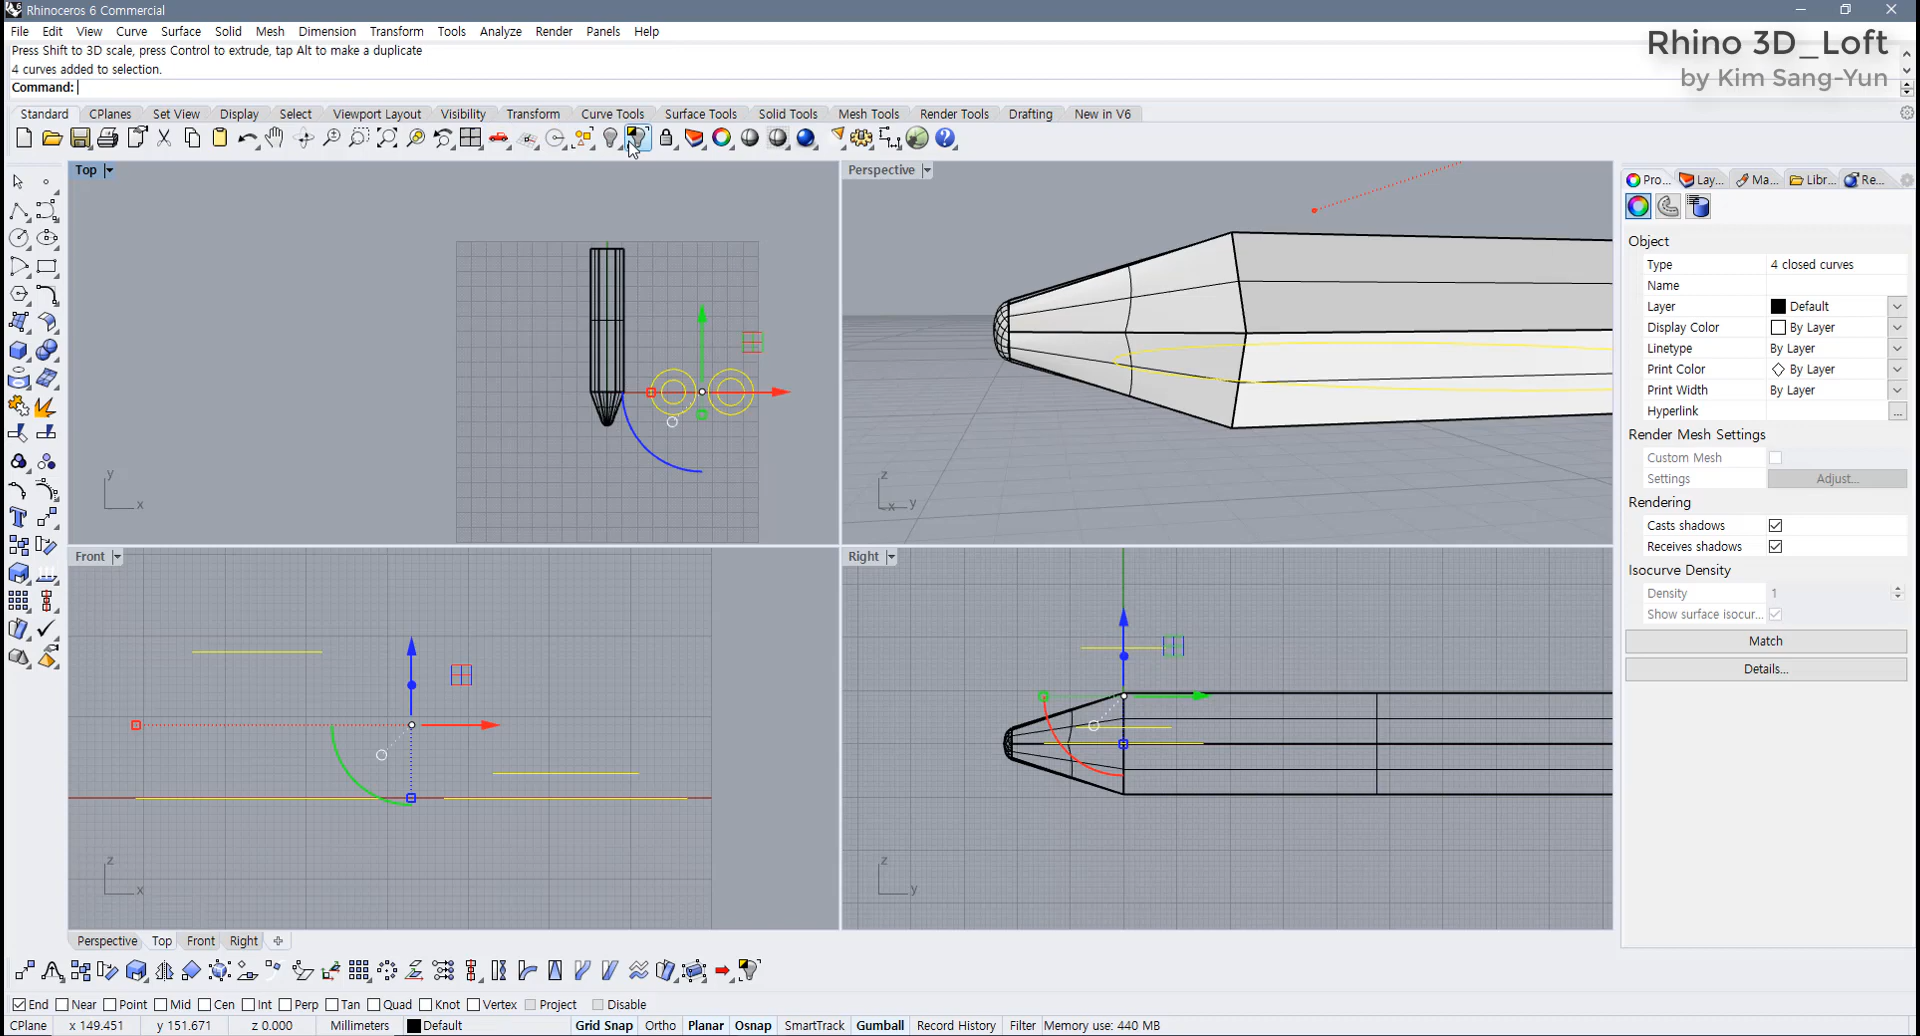 Rhinoceros 6 Commercial
File Edit View Curve Surface Solid Mesh Dimension Transform Tools Analyze Render Panels Help
Press Shift to 3D scale, press Control to extrude, tap Alt to make a duplicate
4 curves added to selection.
Command:
Rhino 3D_Loft
by Kim Sang-Yun
Standard CPlanes Set View Display Select Viewport Layout Visibility Transform Curve Tools Surface Tools Solid Tools Mesh Tools Render Tools Drafting New in V6
Top
y
x
Perspective
z
x y
Front
z
x
Right
z
y
Pro... Lay... Ma... Libr... Re...
Object
Type 4 closed curves
Name
Layer Default
Display Color By Layer
Linetype By Layer
Print Color By Layer
Print Width By Layer
Hyperlink ...
Render Mesh Settings
Custom Mesh
Settings Adjust...
Rendering
Casts shadows
Receives shadows
Isocurve Density
Density 1
Show surface isocur...
Match
Details...
Perspective Top Front Right
End Near Point Mid Cen Int Perp Tan Quad Knot Vertex Project Disable
CPlane x 149.451 y 151.671 z 0.000 Millimeters Default Grid Snap Ortho Planar Osnap SmartTrack Gumball Record History Filter Memory use: 440 MB